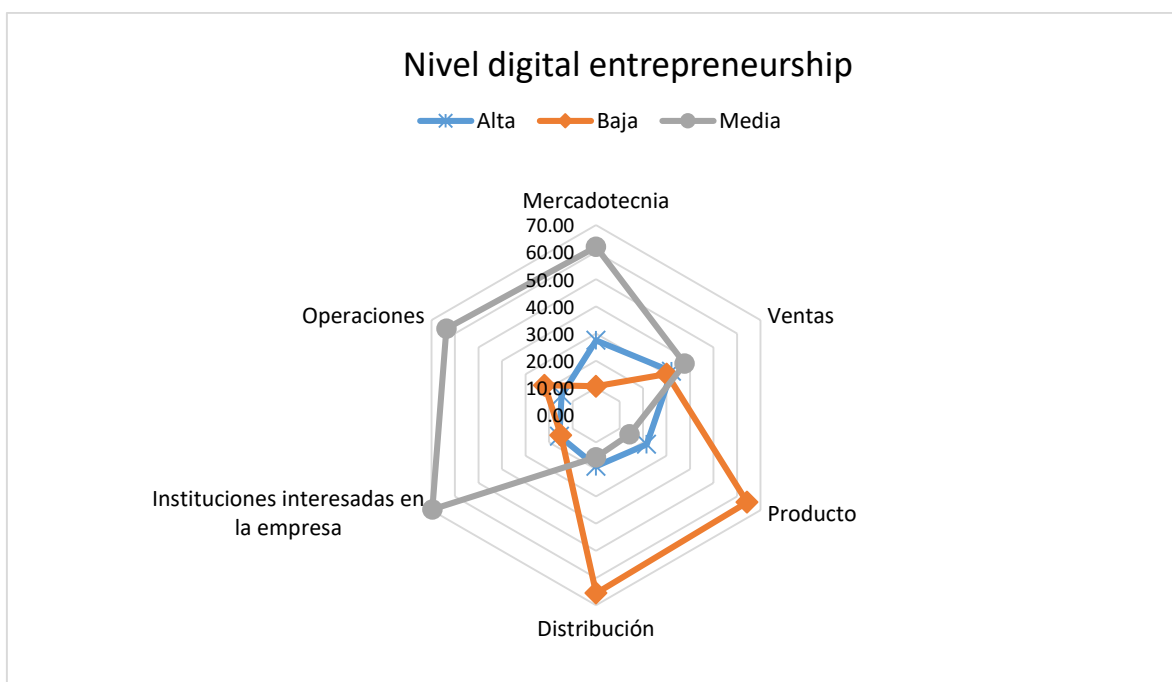 Nivel digital entrepreneurship
Alta Baja Media
Mercadotecnia
70.00
60.00
50.00
40.00
30.00
20.00
10.00
0.00
Ventas
Producto
Distribución
Instituciones interesadas en
la empresa
Operaciones